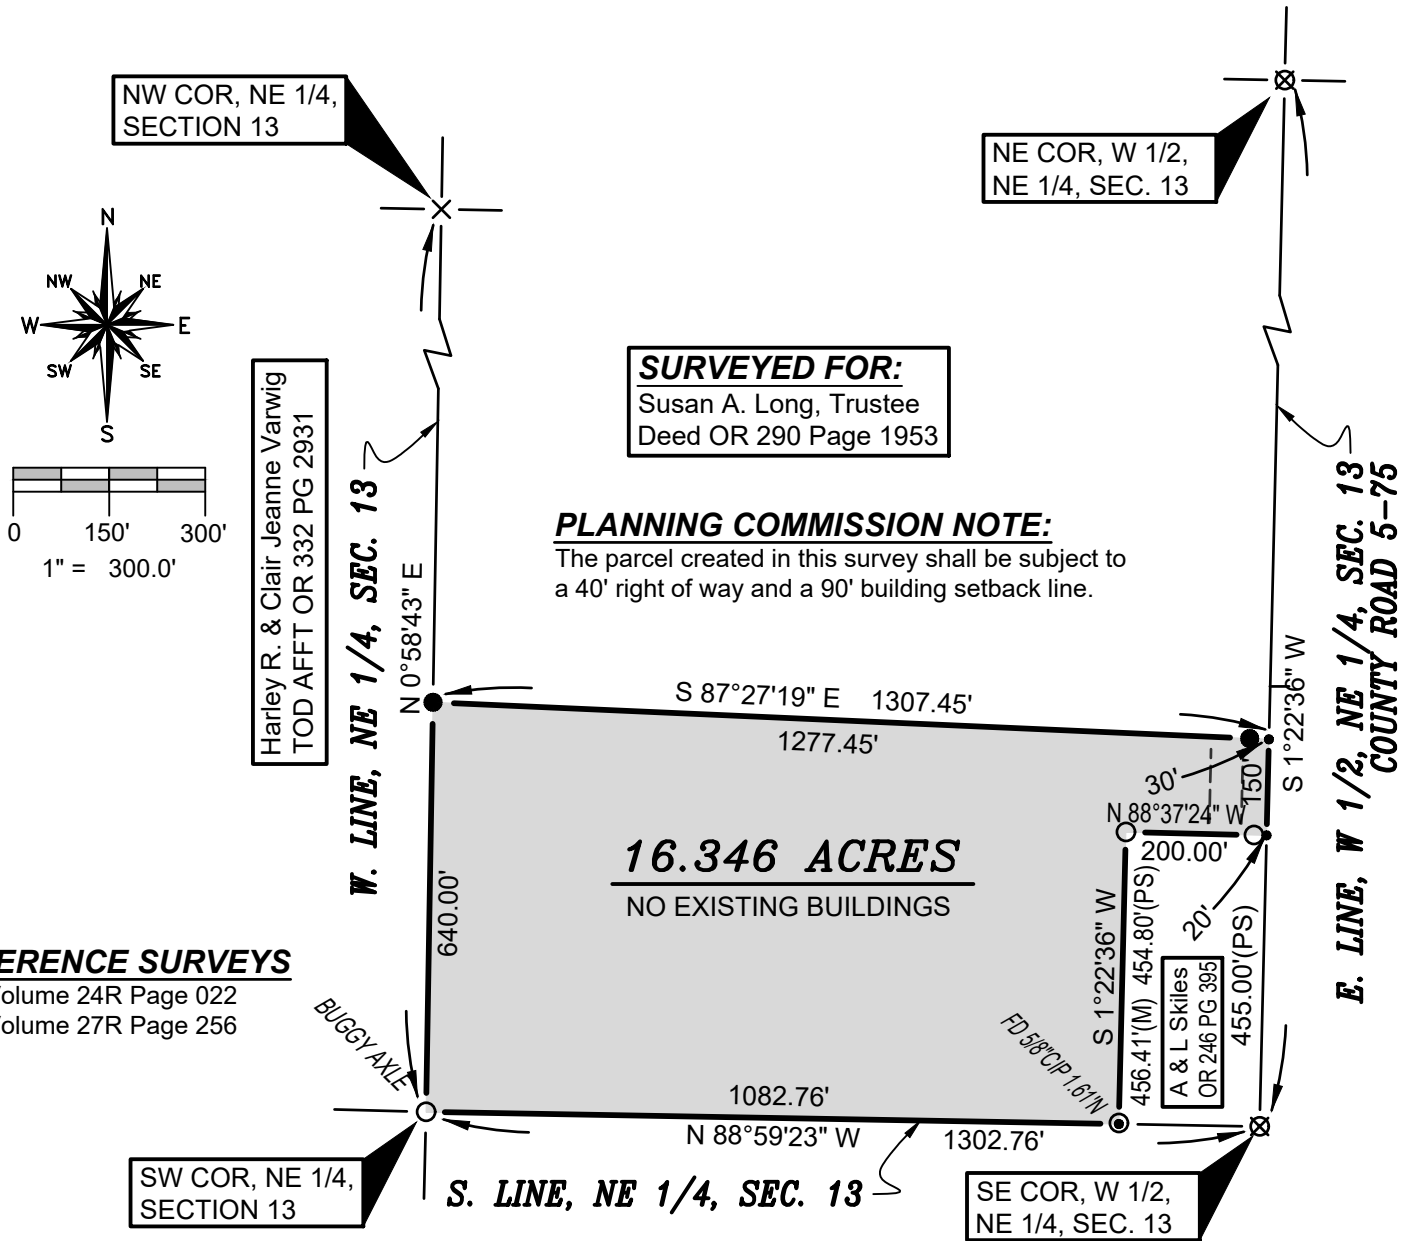 NW COR, NE 1/4,
SECTION 13
NE COR, W 1/2,
NE 1/4, SEC. 13
N
NW
NE
W
E
SW
SE
S
0
150'
300'
1" = 300.0'
Harley R. & Clair Jeanne Varwig
TOD AFFT OR 332 PG 2931
W. LINE, NE 1/4, SEC. 13
N 0°58'43" E
SURVEYED FOR:
Susan A. Long, Trustee
Deed OR 290 Page 1953
PLANNING COMMISSION NOTE:
The parcel created in this survey shall be subject to
a 40' right of way and a 90' building setback line.
E. LINE, W 1/2, NE 1/4, SEC. 13
COUNTY ROAD 5-75
S 1°22'36" W
S 87°27'19" E 1307.45'
1277.45'
30'
150'
N 88°37'24" W
200.00'
20'
16.346 ACRES
NO EXISTING BUILDINGS
640.00'
S 1°22'36" W
456.41'(M) 454.80'(PS)
A & L Skiles
OR 246 PG 395
455.00'(PS)
ERENCE SURVEYS
olume 24R Page 022
olume 27R Page 256
BUGGY AXLE
FD 5/8"CIP 1.61'N
1082.76'
N 88°59'23" W
1302.76'
SW COR, NE 1/4,
SECTION 13
S. LINE, NE 1/4, SEC. 13
SE COR, W 1/2,
NE 1/4, SEC. 13